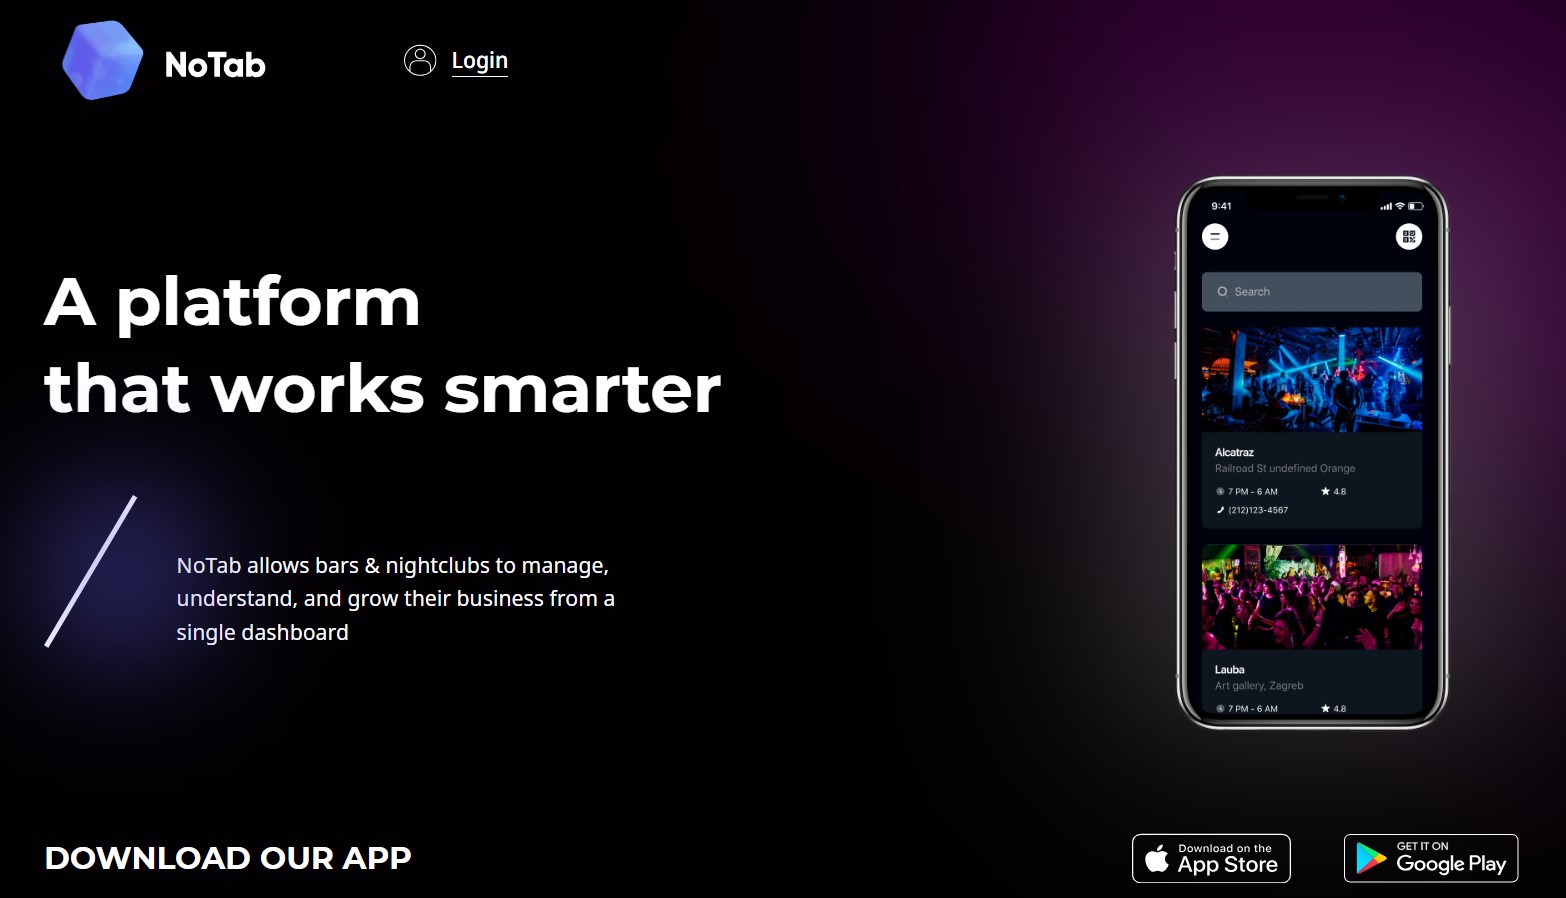 NoTab
Login
A platform
that works smarter
NoTab allows bars & nightclubs to manage,
understand, and grow their business from a
single dashboard
9:41
Search
Alcatraz
Railroad St undefined Orange
7 PM - 6 AM 4.8
(212)123-4567
Lauba
Art gallery, Zagreb
7 PM - 6 AM 4.8
DOWNLOAD OUR APP
Download on the
App Store
GET IT ON
Google Play